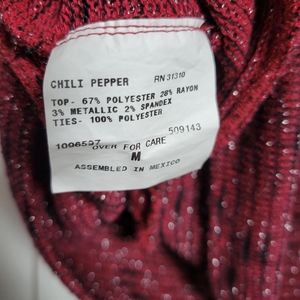 CHILI PEPPER RN 31310
TOP- 67% POLYESTER 28% RAYON
3% METALLIC 2% SPANDEX
TIES- 100% POLYESTER
1006597 OVER FOR CARE 509143
M
ASSEMBLED IN MEXICO